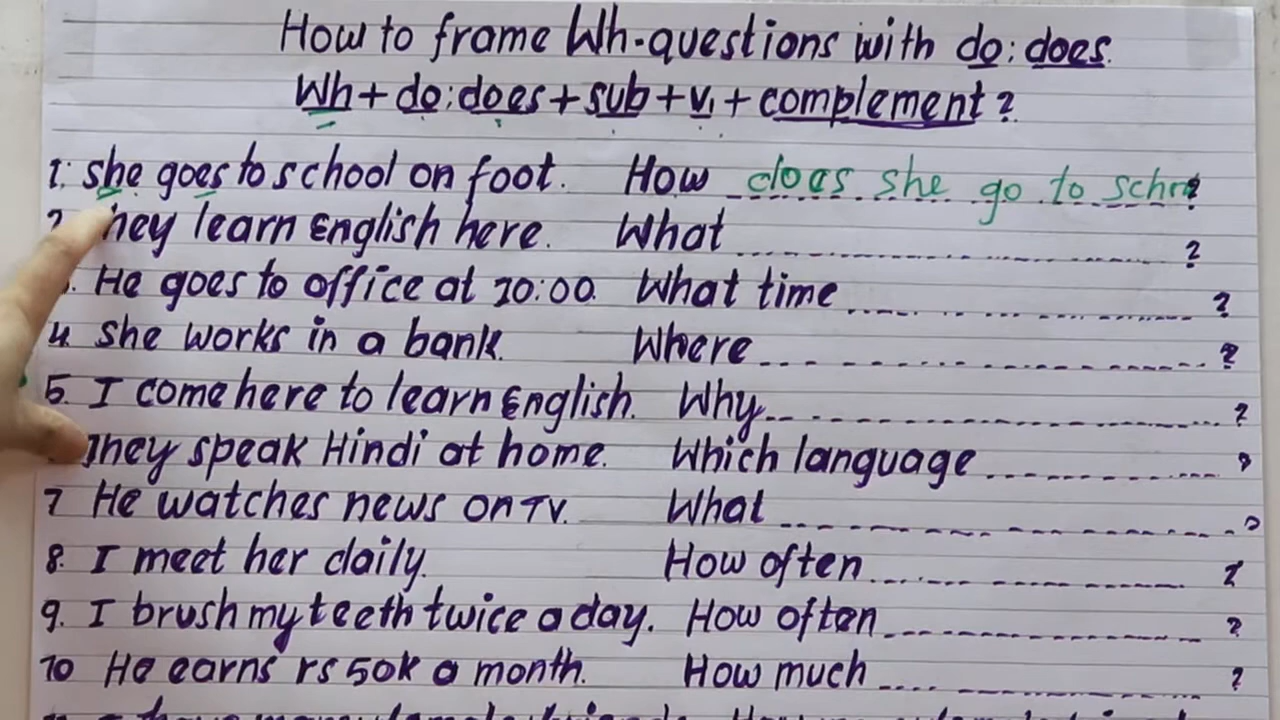 How to frame Wh-questions with do:does.
Wh + do:does + sub + v1 + complement?
1. she goes to school on foot. How does she go to scho ?
2. They learn English here. What ?
. He goes to office at 10:00. What time ?
4. she works in a bank. Where ?
5. I come here to learn English. Why ?
They speak Hindi at home. Which language ?
7 He watches news on TV. What ?
8. I meet her daily. How often ?
9. I brush my teeth twice a day. How often ?
10 He earns rs 50k a month. How much ?